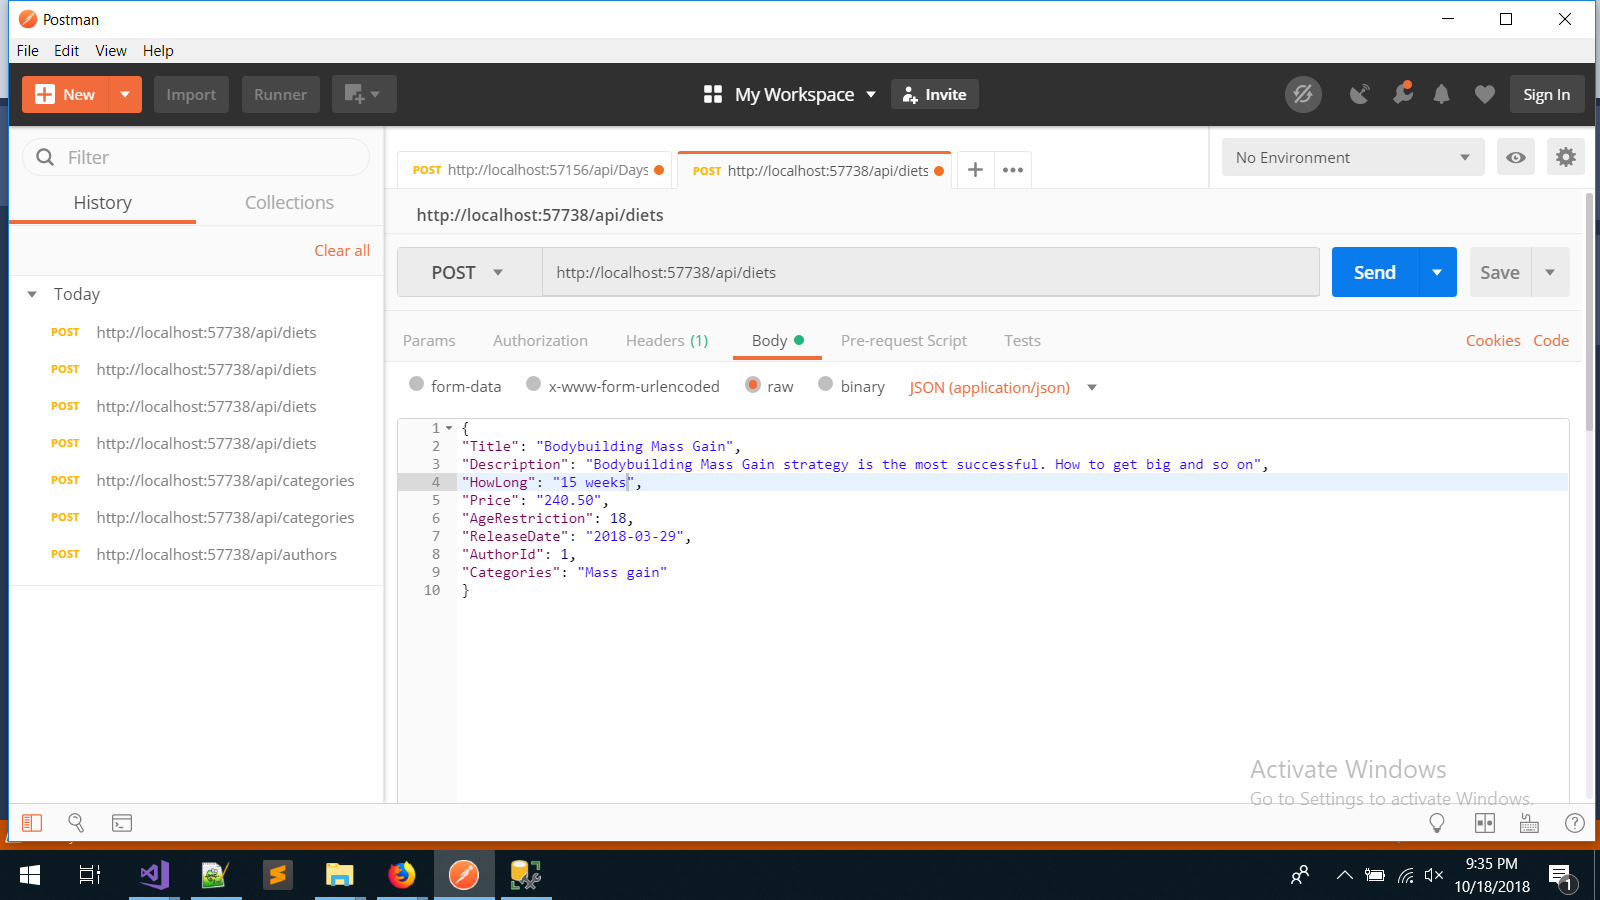 Postman
File Edit View Help
New Import Runner My Workspace Invite Sign In
Filter
History Collections
Clear all
Today
POST http://localhost:57738/api/diets
POST http://localhost:57738/api/diets
POST http://localhost:57738/api/diets
POST http://localhost:57738/api/diets
POST http://localhost:57738/api/categories
POST http://localhost:57738/api/categories
POST http://localhost:57738/api/authors
POST http://localhost:57156/api/Days POST http://localhost:57738/api/diets
No Environment
http://localhost:57738/api/diets
POST http://localhost:57738/api/diets Send Save
Params Authorization Headers (1) Body Pre-request Script Tests Cookies Code
form-data x-www-form-urlencoded raw binary JSON (application/json)
1 {
2 "Title": "Bodybuilding Mass Gain",
3 "Description": "Bodybuilding Mass Gain strategy is the most successful. How to get big and so on",
4 "HowLong": "15 weeks",
5 "Price": "240.50",
6 "AgeRestriction": 18,
7 "ReleaseDate": "2018-03-29",
8 "AuthorId": 1,
9 "Categories": "Mass gain"
10 }
Activate Windows
Go to Settings to activate Windows.
9:35 PM
10/18/2018
1